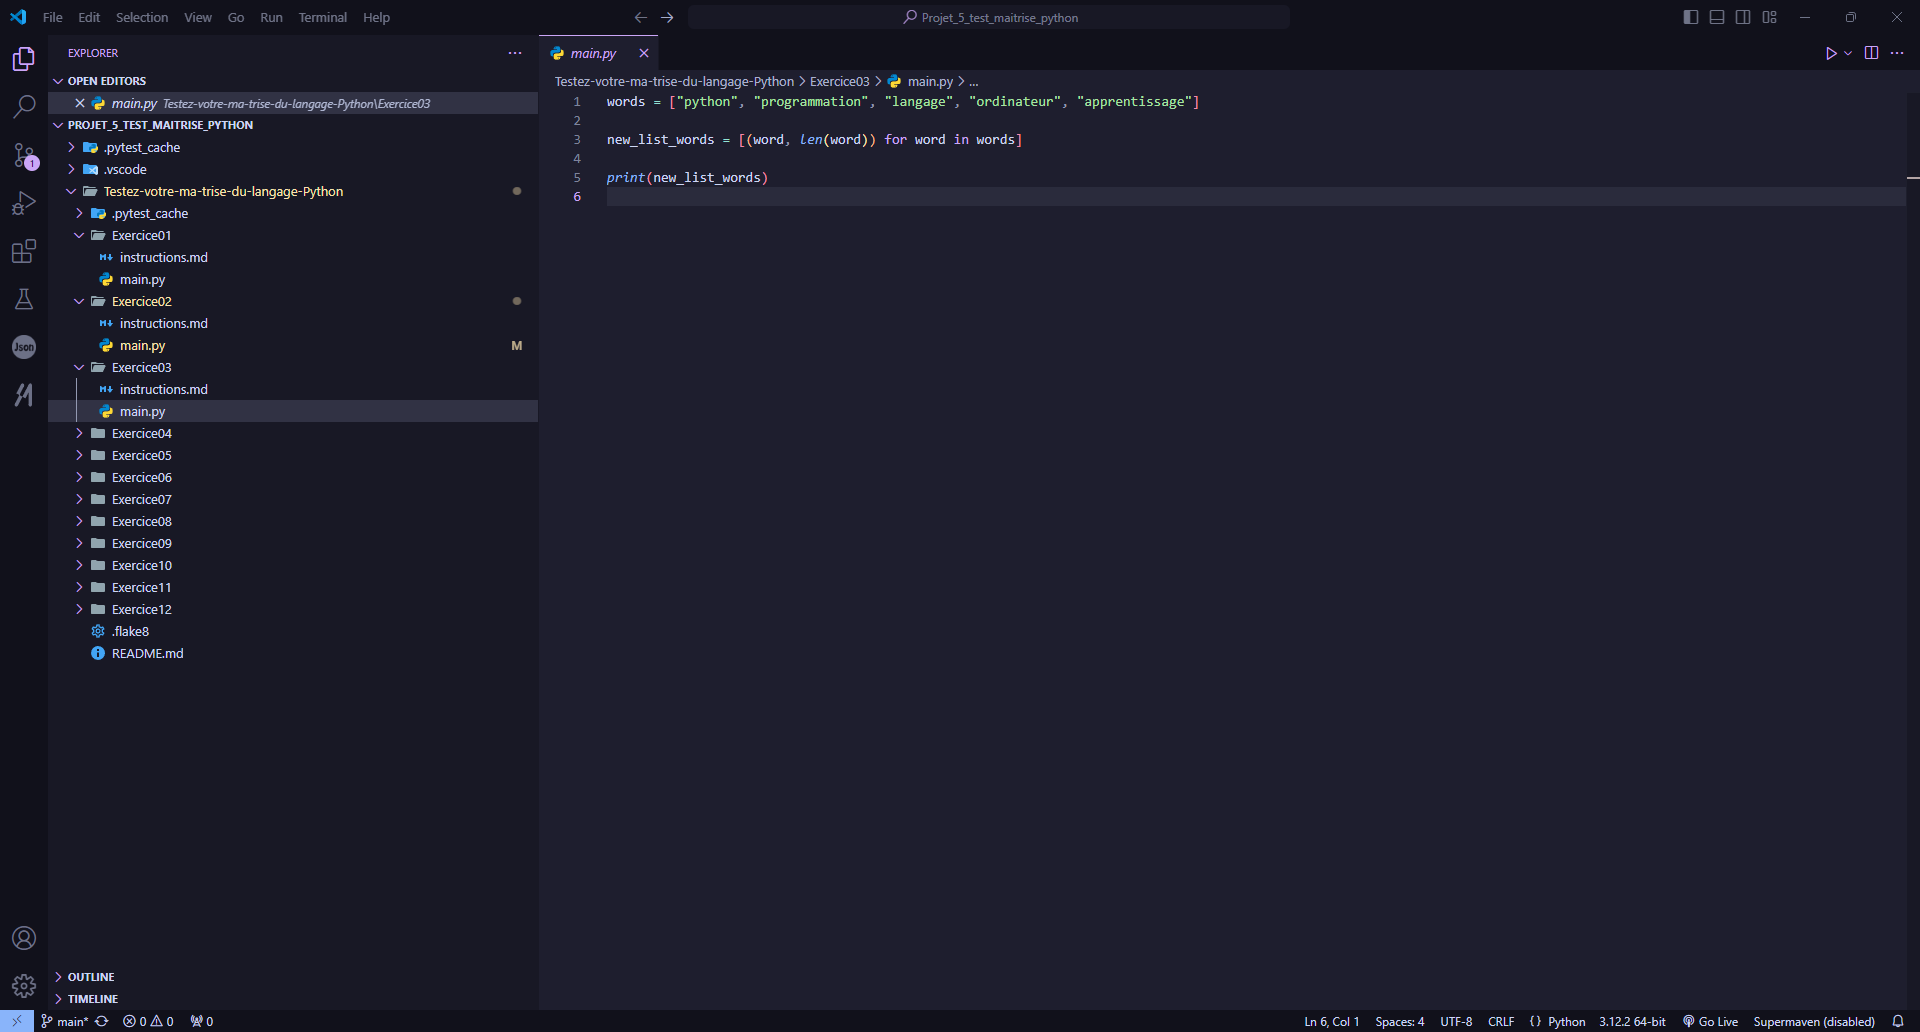 File Edit Selection View Go Run Terminal Help
Projet_5_test_maitrise_python
EXPLORER
OPEN EDITORS
main.py Testez-votre-ma-trise-du-langage-Python\Exercice03
PROJET_5_TEST_MAITRISE_PYTHON
.pytest_cache
.vscode
Testez-votre-ma-trise-du-langage-Python
.pytest_cache
Exercice01
instructions.md
main.py
Exercice02
instructions.md
main.py M
Exercice03
instructions.md
main.py
Exercice04
Exercice05
Exercice06
Exercice07
Exercice08
Exercice09
Exercice10
Exercice11
Exercice12
.flake8
README.md
OUTLINE
TIMELINE
1
Json
main.py
Testez-votre-ma-trise-du-langage-Python > Exercice03 > main.py > ...
1 words = ["python", "programmation", "langage", "ordinateur", "apprentissage"]
2
3 new_list_words = [(word, len(word)) for word in words]
4
5 print(new_list_words)
6
main* 0 0 0
Ln 6, Col 1 Spaces: 4 UTF-8 CRLF {} Python 3.12.2 64-bit Go Live Supermaven (disabled)